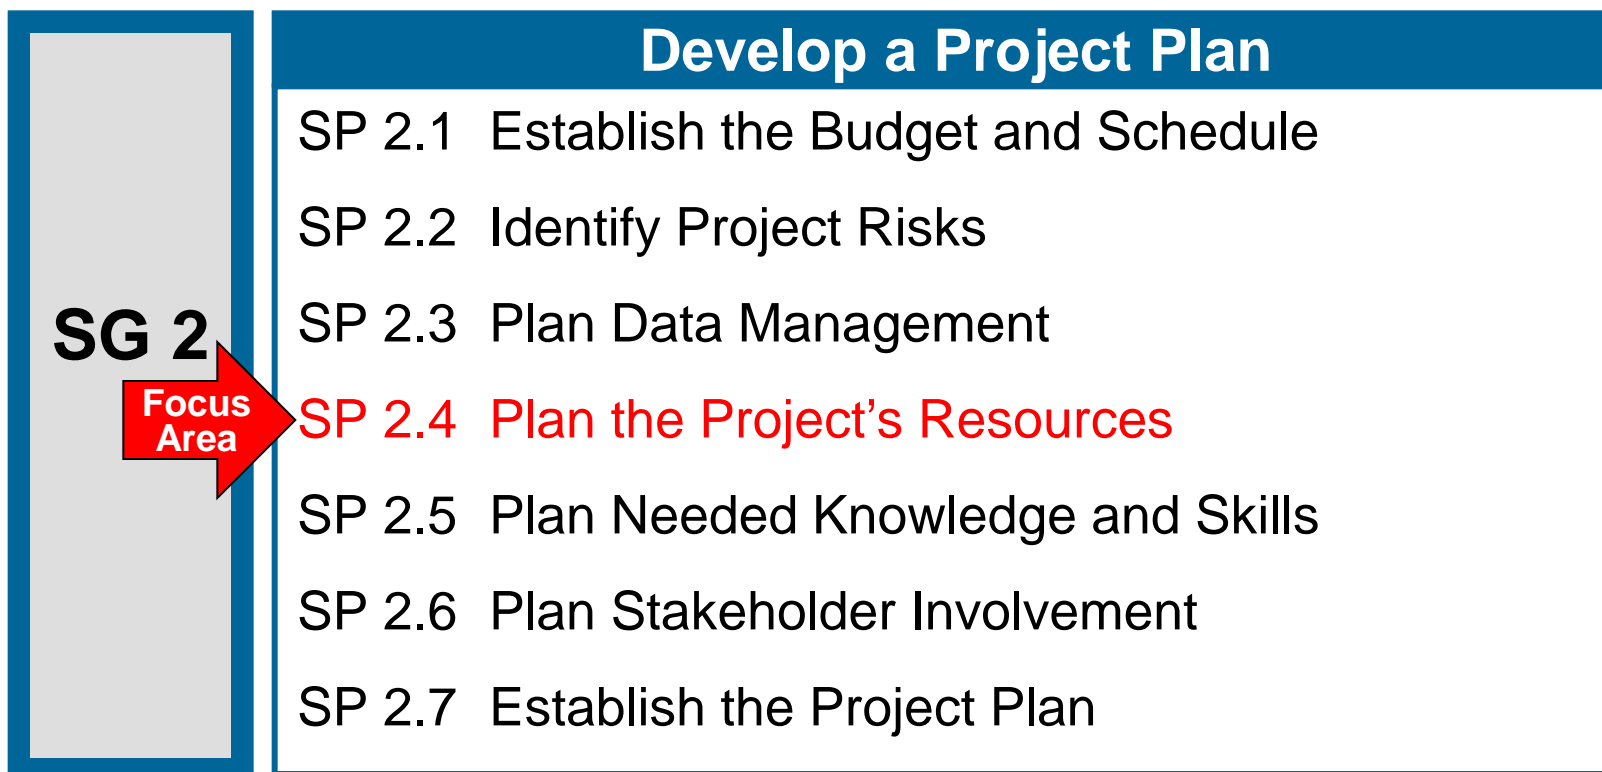 Develop a Project Plan
SP 2.1 Establish the Budget and Schedule
SP 2.2 Identify Project Risks
SP 2.3 Plan Data Management
SG 2
Focus
Area
SP 2.4 Plan the Project’s Resources
SP 2.5 Plan Needed Knowledge and Skills
SP 2.6 Plan Stakeholder Involvement
SP 2.7 Establish the Project Plan